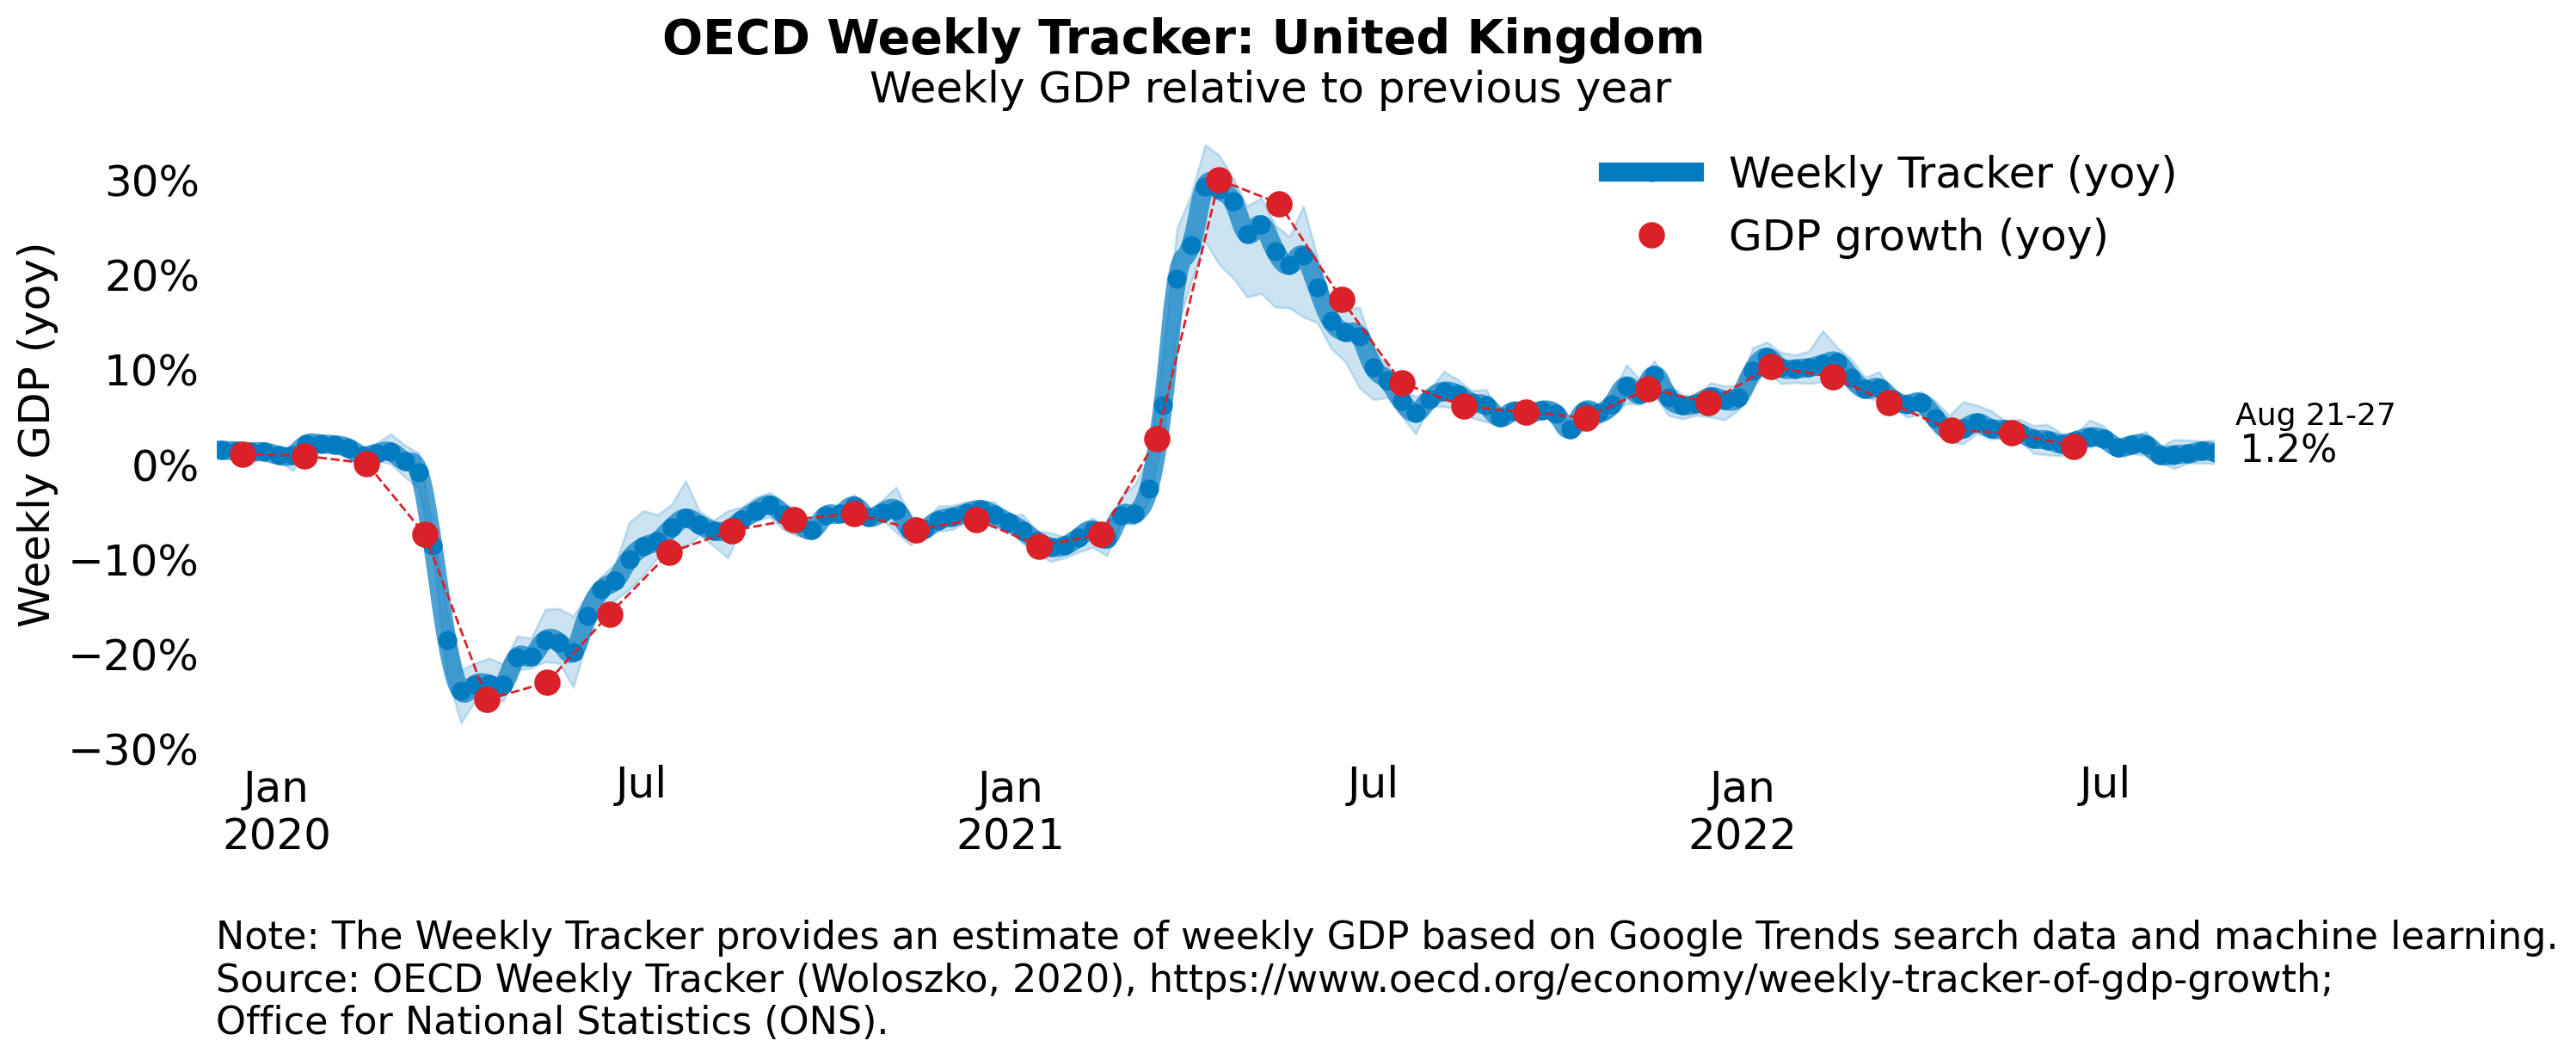 OECD Weekly Tracker: United Kingdom
Weekly GDP relative to previous year
Weekly GDP (yoy)
30%
20%
10%
0%
−10%
−20%
−30%
Weekly Tracker (yoy)
GDP growth (yoy)
Aug 21-27
1.2%
Jan
2020
Jul
Jan
2021
Jul
Jan
2022
Jul
Note: The Weekly Tracker provides an estimate of weekly GDP based on Google Trends search data and machine learning.
Source: OECD Weekly Tracker (Woloszko, 2020), https://www.oecd.org/economy/weekly-tracker-of-gdp-growth;
Office for National Statistics (ONS).